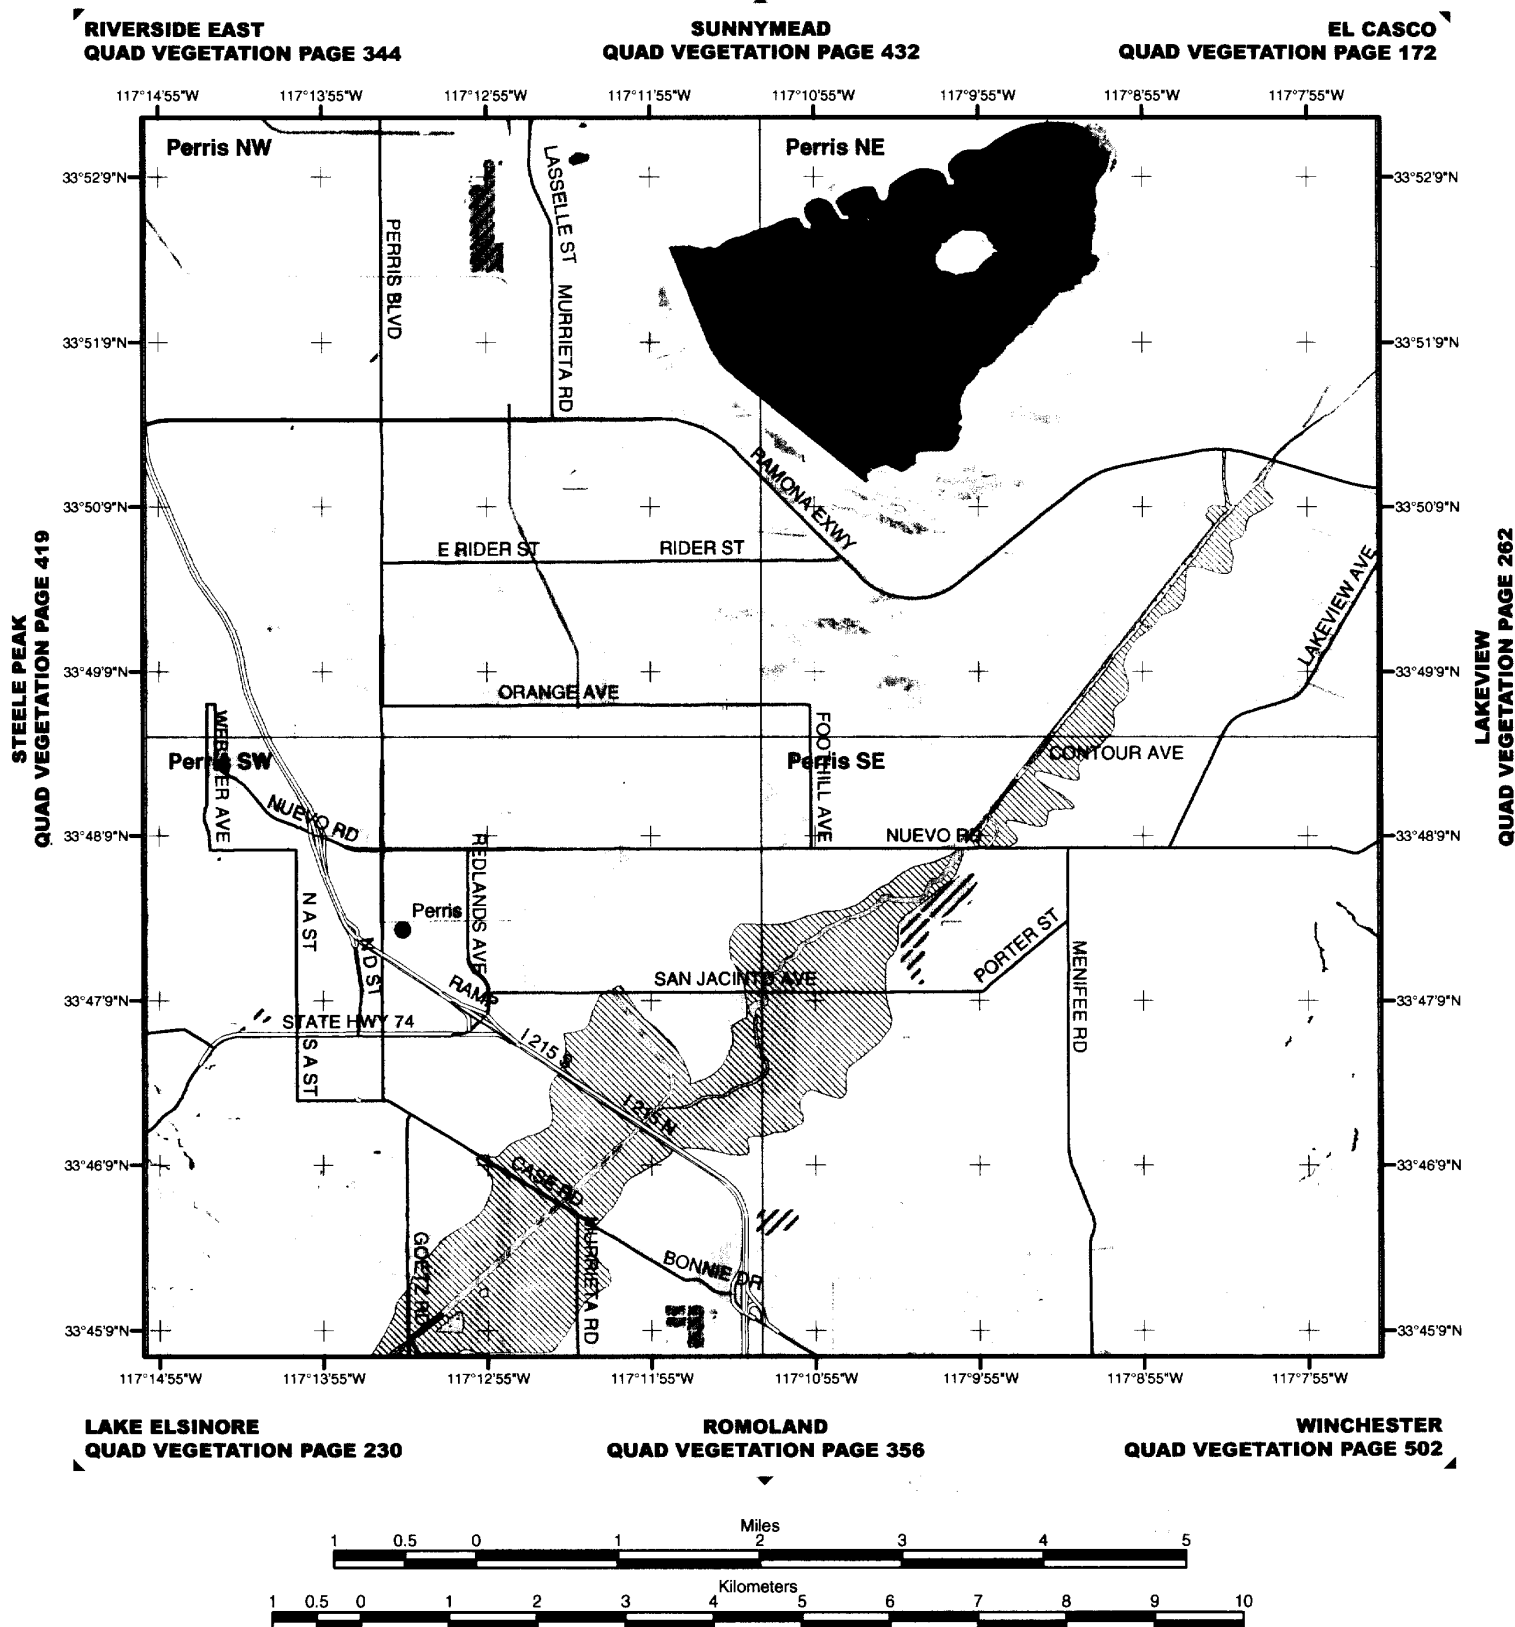 RIVERSIDE EAST
QUAD VEGETATION PAGE 344
SUNNYMEAD
QUAD VEGETATION PAGE 432
EL CASCO
QUAD VEGETATION PAGE 172
117°14'55"W 117°13'55"W 117°12'55"W 117°11'55"W 117°10'55"W 117°9'55"W 117°8'55"W 117°7'55"W
Perris NW
Perris NE
33°52'9"N
33°52'9"N
LASSELLE ST
PERRIS BLVD
MURRIETA RD
33°51'9"N
33°51'9"N
RAMONA EXWY
33°50'9"N
33°50'9"N
E RIDER ST
RIDER ST
LAKEVIEW AVE
STEELE PEAK
QUAD VEGETATION PAGE 419
LAKEVIEW
QUAD VEGETATION PAGE 262
33°49'9"N
33°49'9"N
ORANGE AVE
WEBSTER AVE
FOOTHILL AVE
Perris SW
Perris SE
CONTOUR AVE
NUEVO RD
NUEVO RD
33°48'9"N
33°48'9"N
REDLANDS AVE
N A ST
Perris
N D ST
PORTER ST
MENIFEE RD
SAN JACINTO AVE
RAMP
33°47'9"N
33°47'9"N
STATE HWY 74
S A ST
I 215 S
I 215 N
33°46'9"N
33°46'9"N
CASE RD
GOETZ RD
MURRIETA RD
BONNIE DR
33°45'9"N
33°45'9"N
117°14'55"W 117°13'55"W 117°12'55"W 117°11'55"W 117°10'55"W 117°9'55"W 117°8'55"W 117°7'55"W
LAKE ELSINORE
QUAD VEGETATION PAGE 230
ROMOLAND
QUAD VEGETATION PAGE 356
WINCHESTER
QUAD VEGETATION PAGE 502
Miles
1 0.5 0 1 2 3 4 5
Kilometers
1 0.5 0 1 2 3 4 5 6 7 8 9 10